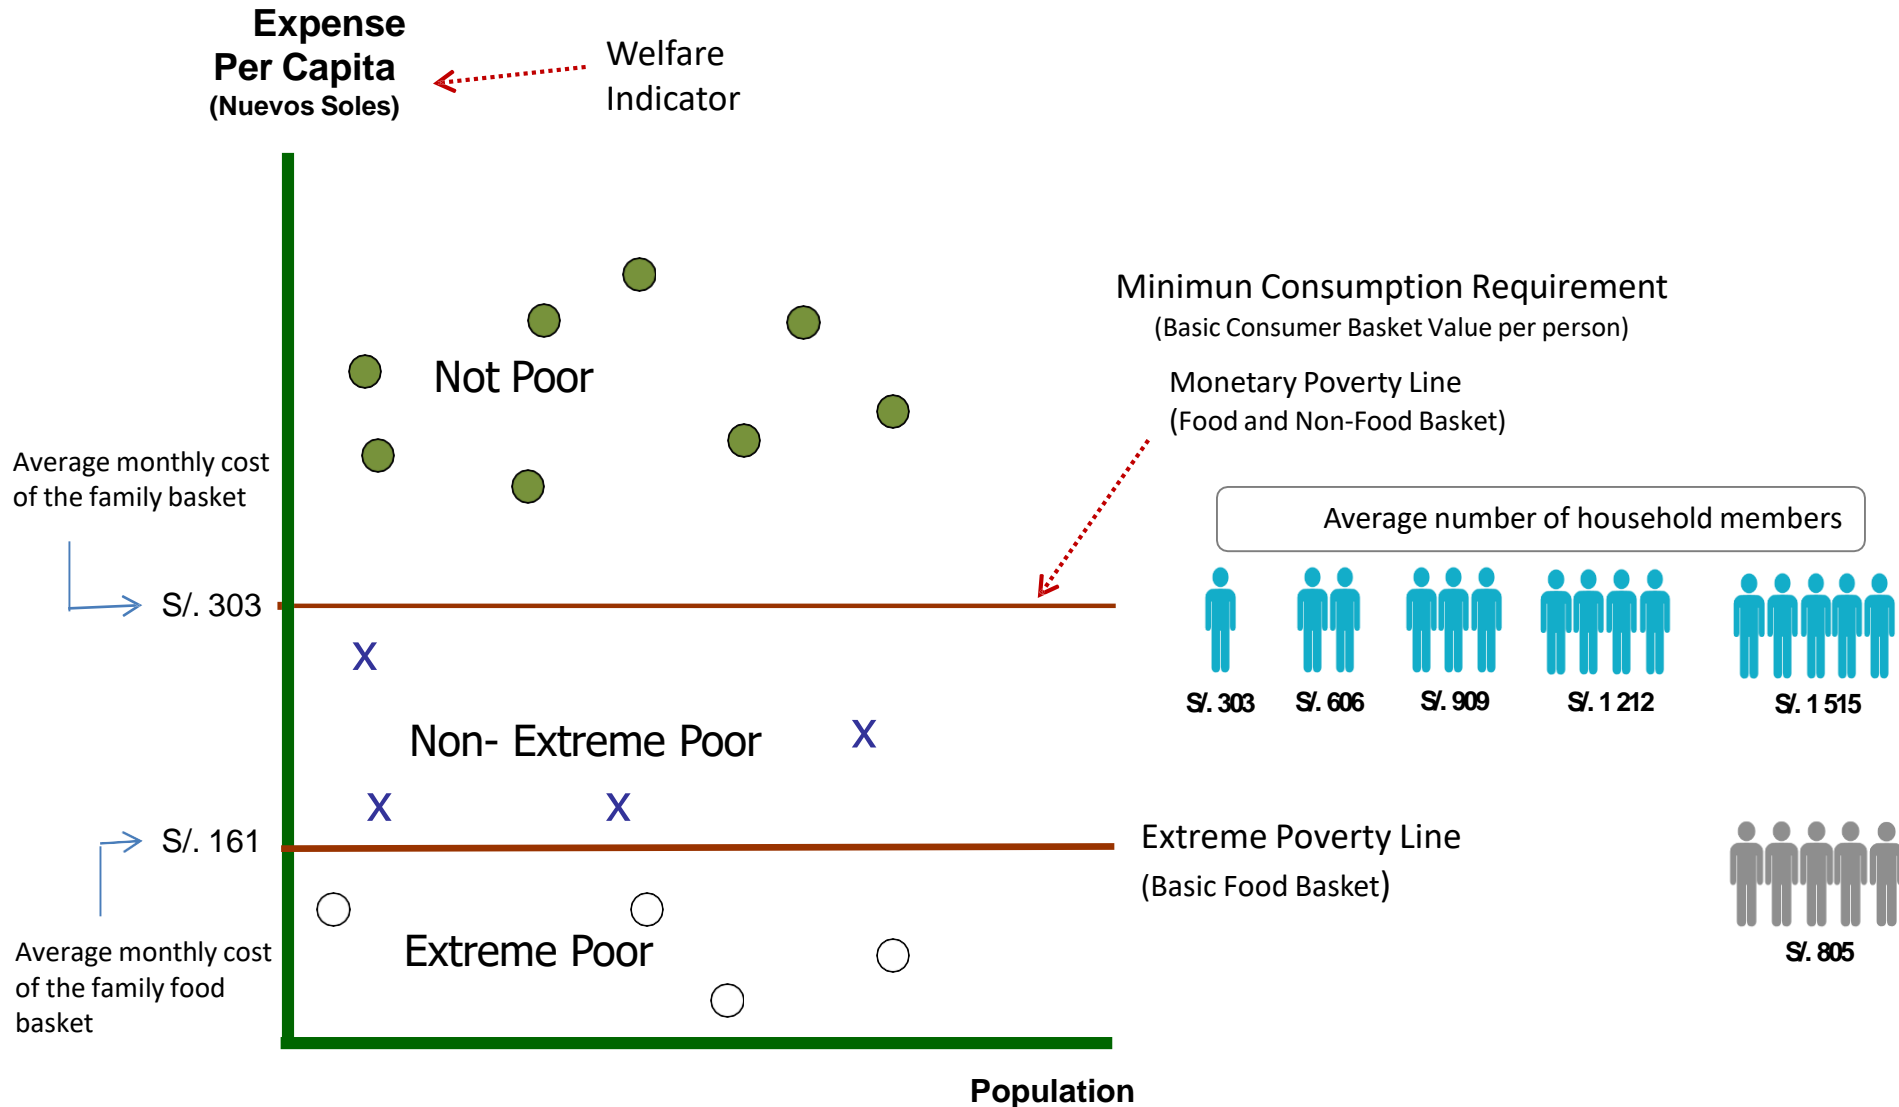 Expense
Per Capita
(Nuevos Soles)
Welfare
Indicator
Minimun Consumption Requirement
(Basic Consumer Basket Value per person)
Not Poor
Monetary Poverty Line
(Food and Non-Food Basket)
Average monthly cost
of the family basket
Average number of household members
S/. 303
S/. 303
S/. 606
S/. 909
S/. 1 212
S/. 1 515
X
Non- Extreme Poor
X
X
X
S/. 161
Extreme Poverty Line
(Basic Food Basket)
Extreme Poor
S/. 805
Average monthly cost
of the family food
basket
Population